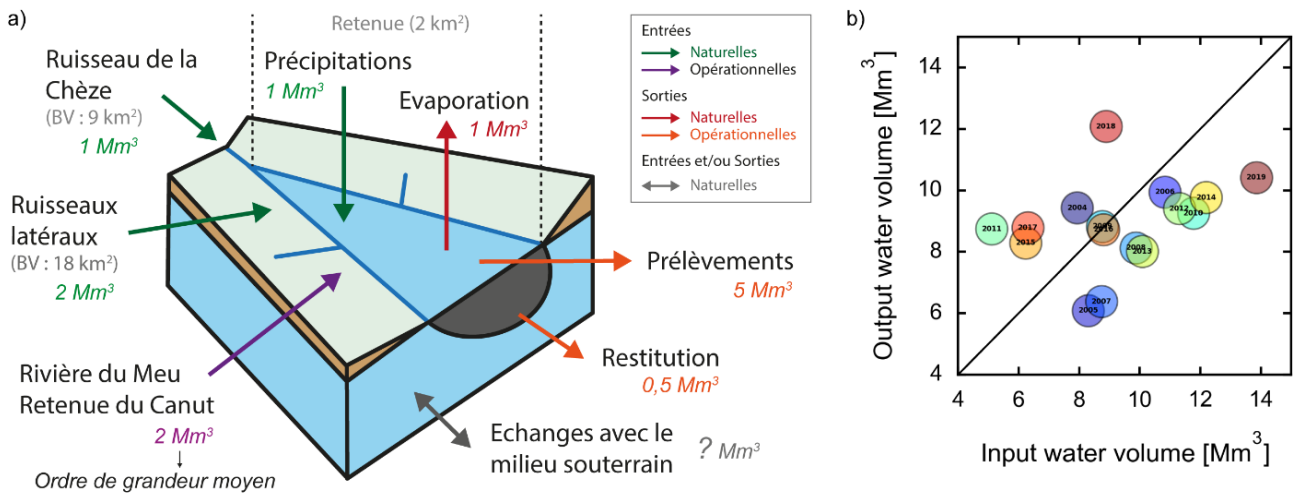 a)
Retenue (2 km²)
Ruisseau de la
Chèze
(BV : 9 km²)
1 Mm³
Précipitations
1 Mm³
Evaporation
1 Mm³
Ruisseaux
latéraux
(BV : 18 km²)
2 Mm³
Prélèvements
5 Mm³
Restitution
0,5 Mm³
Rivière du Meu
Retenue du Canut
2 Mm³
Ordre de grandeur moyen
Echanges avec le
milieu souterrain
? Mm³
Entrées
Naturelles
Opérationnelles
Sorties
Naturelles
Opérationnelles
Entrées et/ou Sorties
Naturelles
b)
Output water volume [Mm³]
14
12
10
8
6
4
2018
2019
2006
2014
2004
2012
2010
2011
2017
2016
2015
2008
2013
2007
2005
4 6 8 10 12 14
Input water volume [Mm³]